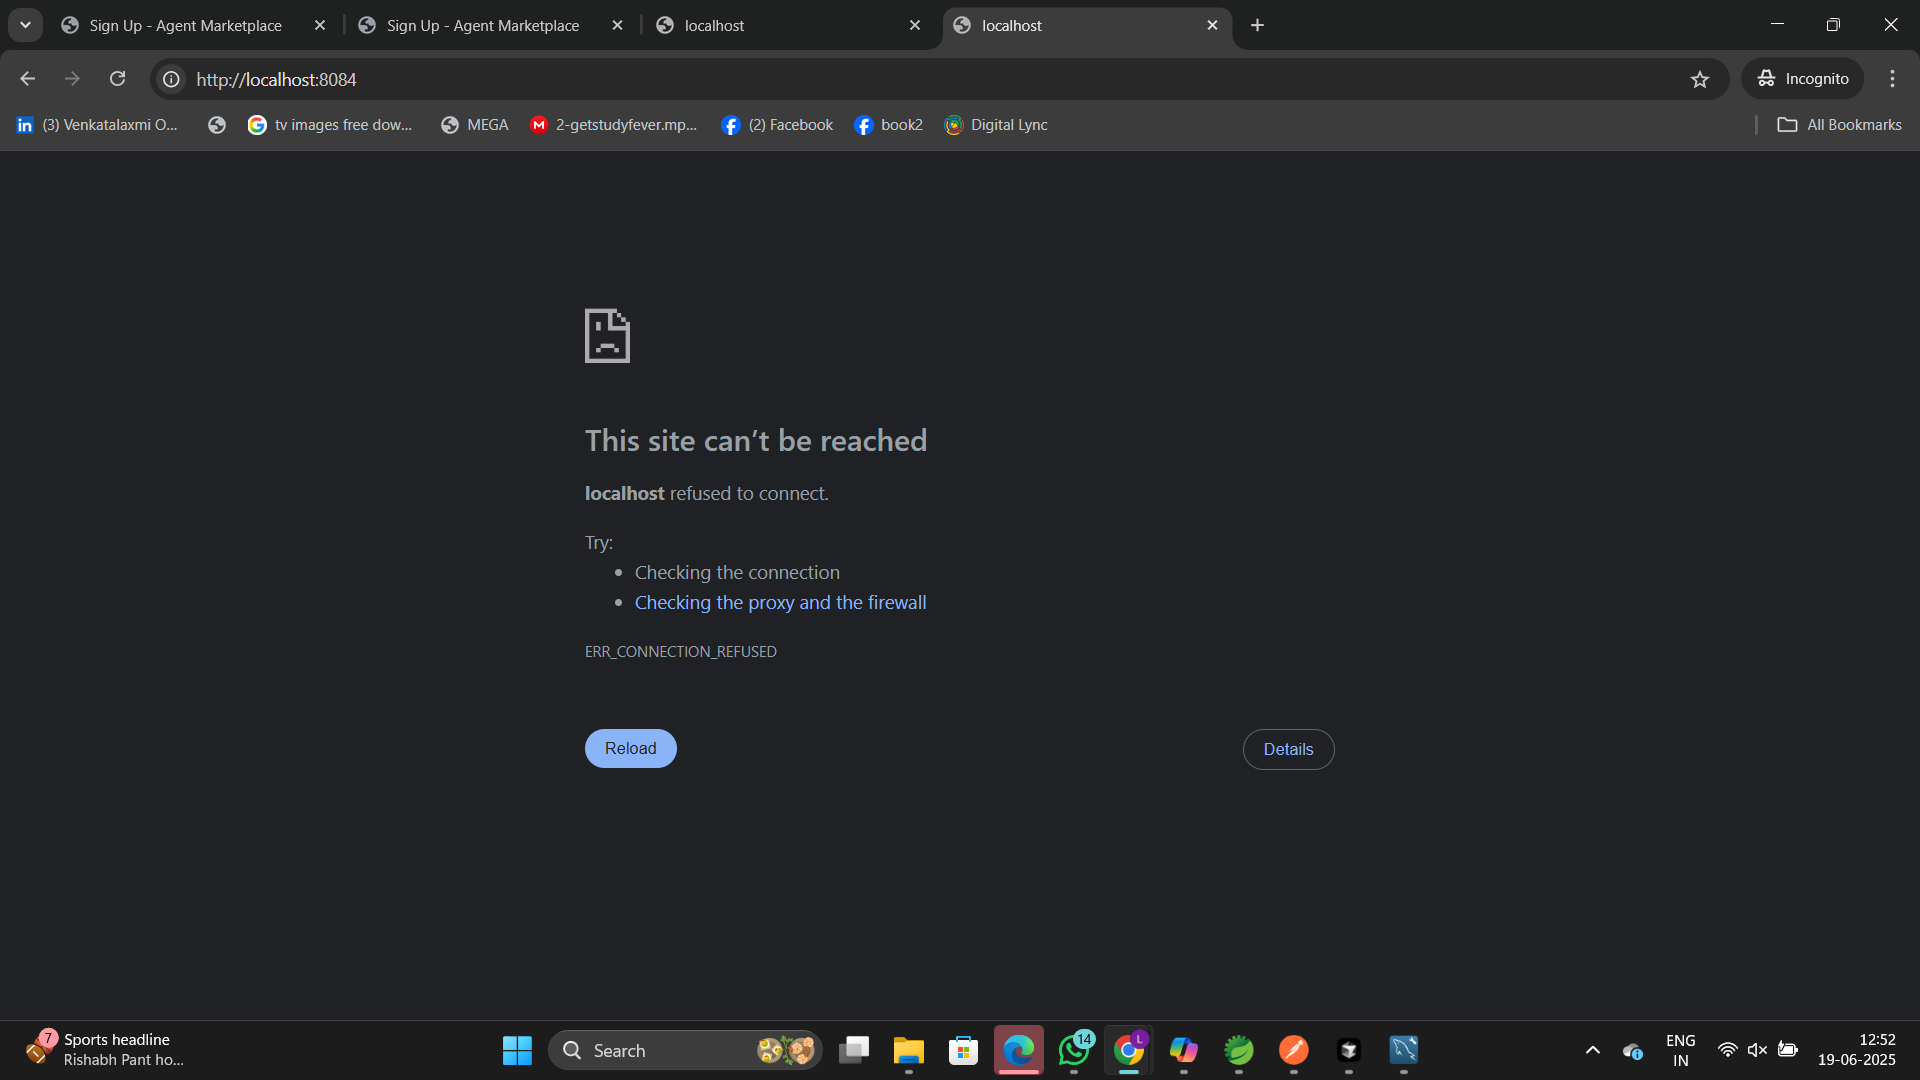 Sign Up - Agent Marketplace
Sign Up - Agent Marketplace
localhost
localhost
http://localhost:8084
Incognito
(3) Venkatalaxmi O...
tv images free dow...
MEGA
M
2-getstudyfever.mp...
(2) Facebook
book2
Digital Lync
All Bookmarks
This site can’t be reached
localhost refused to connect.
Try:
Checking the connection
Checking the proxy and the firewall
ERR_CONNECTION_REFUSED
Reload
Details
7
Sports headline
Rishabh Pant ho...
Search
14
L
ENG
IN
12:52
19-06-2025